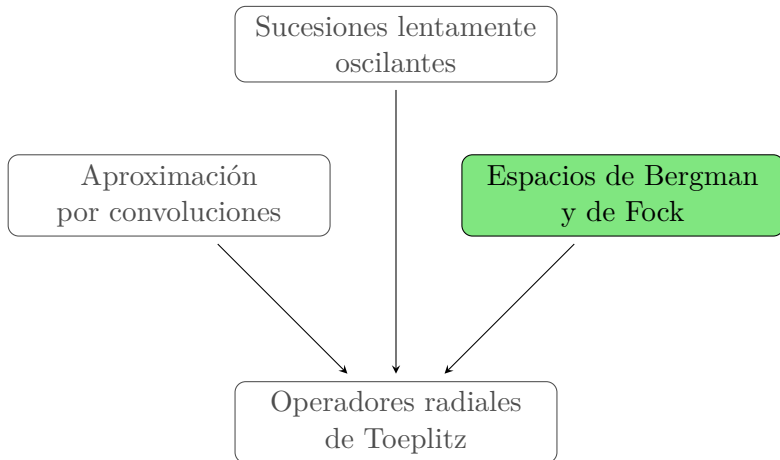 Sucesiones lentamente
oscilantes
Aproximación
por convoluciones
Espacios de Bergman
y de Fock
Operadores radiales
de Toeplitz